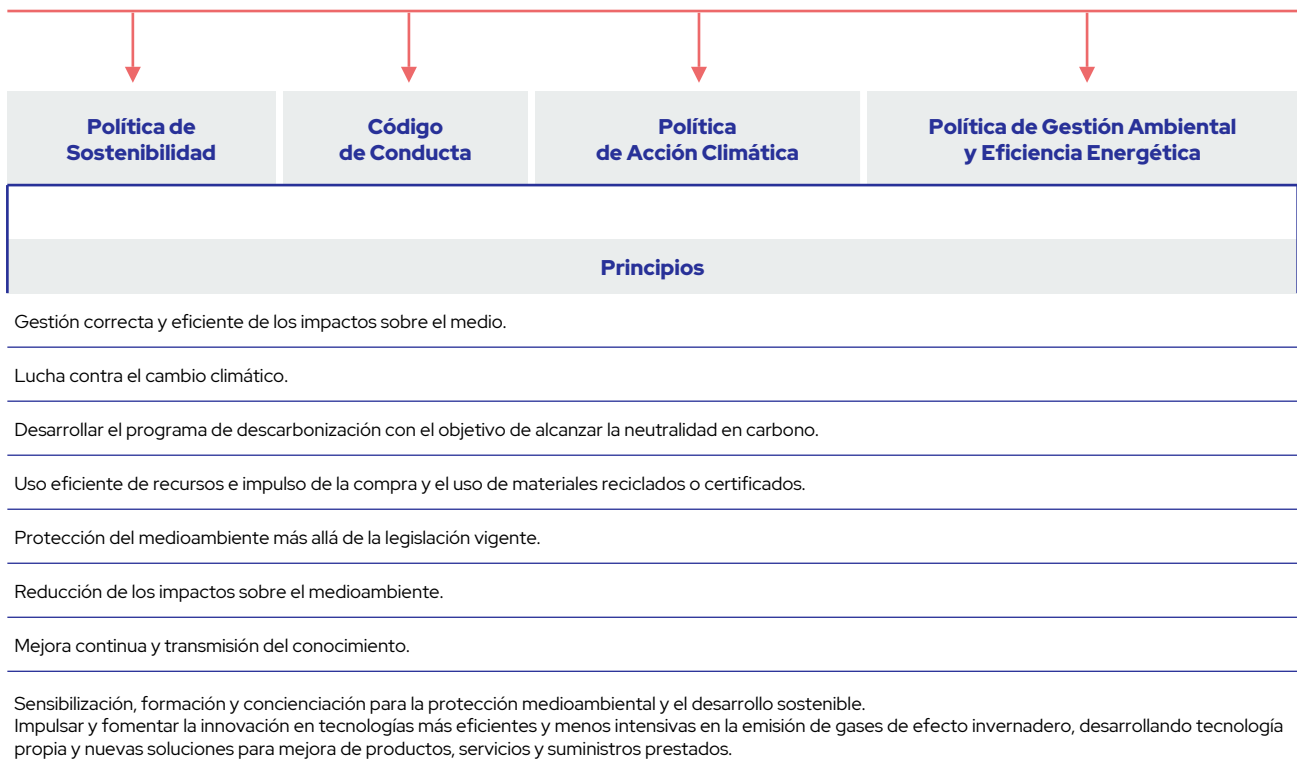 Política de
Sostenibilidad
Código
de Conducta
Política
de Acción Climática
Política de Gestión Ambiental
y Eficiencia Energética
Principios
Gestión correcta y eficiente de los impactos sobre el medio.
Lucha contra el cambio climático.
Desarrollar el programa de descarbonización con el objetivo de alcanzar la neutralidad en carbono.
Uso eficiente de recursos e impulso de la compra y el uso de materiales reciclados o certificados.
Protección del medioambiente más allá de la legislación vigente.
Reducción de los impactos sobre el medioambiente.
Mejora continua y transmisión del conocimiento.
Sensibilización, formación y concienciación para la protección medioambiental y el desarrollo sostenible.
Impulsar y fomentar la innovación en tecnologías más eficientes y menos intensivas en la emisión de gases de efecto invernadero, desarrollando tecnología
propia y nuevas soluciones para mejora de productos, servicios y suministros prestados.